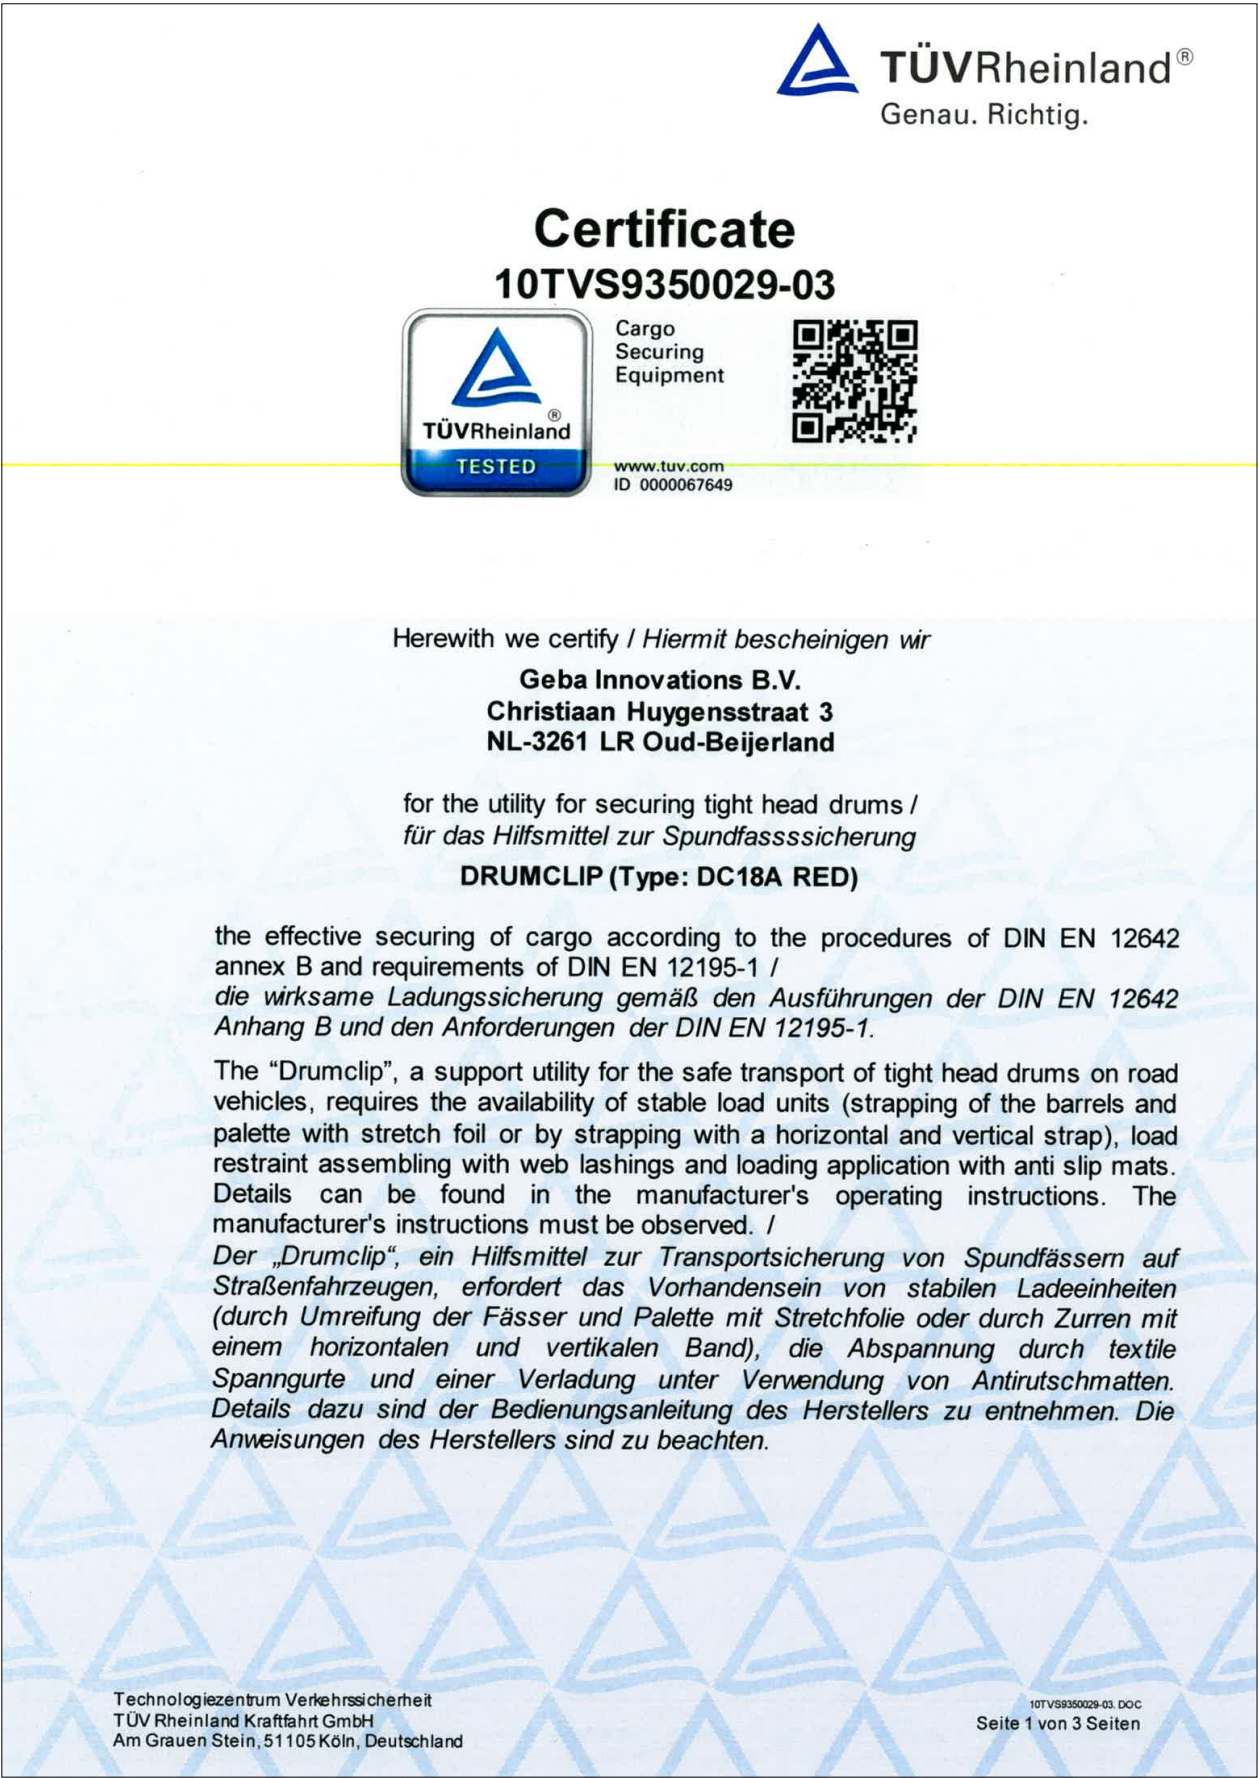 TÜVRheinland®
Genau. Richtig.
Certificate
10TVS9350029-03
TÜVRheinland®
TESTED
Cargo
Securing
Equipment
www.tuv.com
ID 0000067649
Herewith we certify / Hiermit bescheinigen wir
Geba Innovations B.V.
Christiaan Huygensstraat 3
NL-3261 LR Oud-Beijerland
for the utility for securing tight head drums /
für das Hilfsmittel zur Spundfassssicherung
DRUMCLIP (Type: DC18A RED)
the effective securing of cargo according to the procedures of DIN EN 12642
annex B and requirements of DIN EN 12195-1 /
die wirksame Ladungssicherung gemäß den Ausführungen der DIN EN 12642
Anhang B und den Anforderungen der DIN EN 12195-1.
The “Drumclip”, a support utility for the safe transport of tight head drums on road
vehicles, requires the availability of stable load units (strapping of the barrels and
palette with stretch foil or by strapping with a horizontal and vertical strap), load
restraint assembling with web lashings and loading application with anti slip mats.
Details can be found in the manufacturer's operating instructions. The
manufacturer's instructions must be observed. /
Der „Drumclip“, ein Hilfsmittel zur Transportsicherung von Spundfässern auf
Straßenfahrzeugen, erfordert das Vorhandensein von stabilen Ladeeinheiten
(durch Umreifung der Fässer und Palette mit Stretchfolie oder durch Zurren mit
einem horizontalen und vertikalen Band), die Abspannung durch textile
Spanngurte und einer Verladung unter Verwendung von Antirutschmatten.
Details dazu sind der Bedienungsanleitung des Herstellers zu entnehmen. Die
Anweisungen des Herstellers sind zu beachten.
Technologiezentrum Verkehrssicherheit
TÜV Rheinland Kraftfahrt GmbH
Am Grauen Stein, 51105 Köln, Deutschland
10TVS9350029-03.DOC
Seite 1 von 3 Seiten